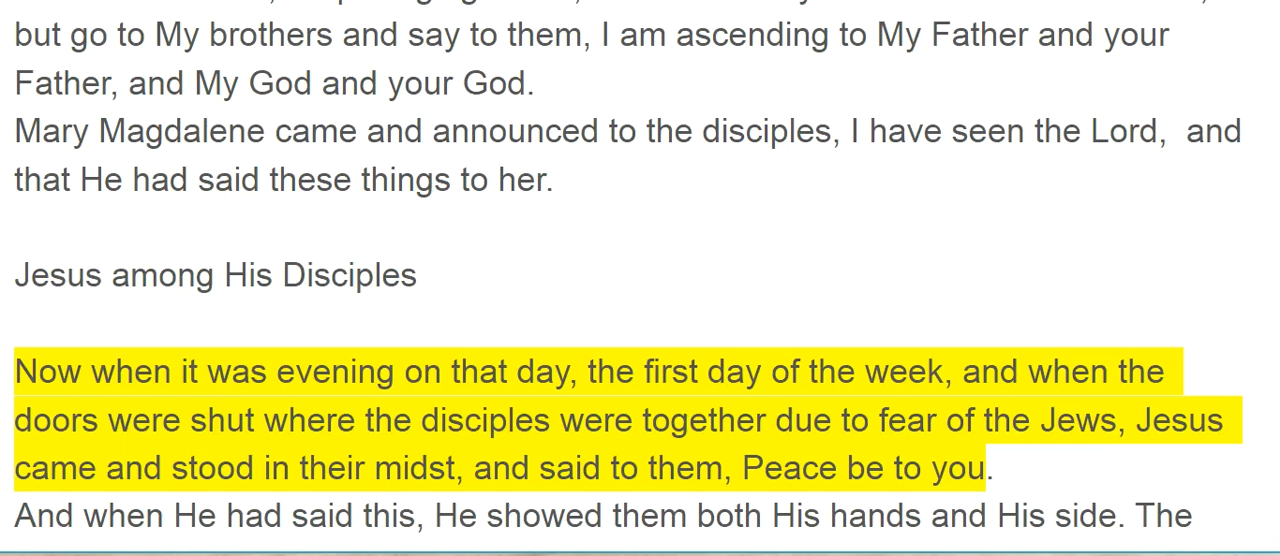 but go to My brothers and say to them, I am ascending to My Father and your
Father, and My God and your God.
Mary Magdalene came and announced to the disciples, I have seen the Lord,  and
that He had said these things to her.
Jesus among His Disciples
Now when it was evening on that day, the first day of the week, and when the
doors were shut where the disciples were together due to fear of the Jews, Jesus
came and stood in their midst, and said to them, Peace be to you.
And when He had said this, He showed them both His hands and His side. The